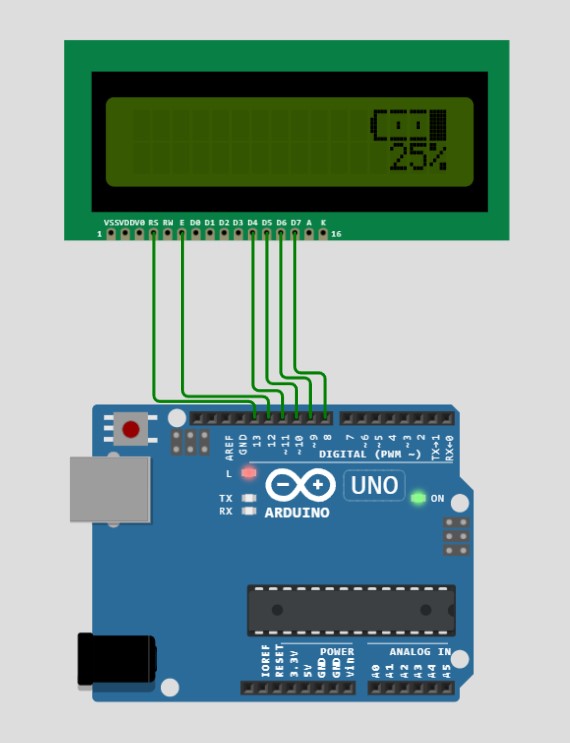 25%
VSS VDD V0 RS RW E D0 D1 D2 D3 D4 D5 D6 D7 A K
1 16
AREF GND 13 12 ~11 ~10 ~9 8 7 ~6 ~5 4 ~3 2 TX→1 RX←0
DIGITAL (PWM ~)
L
TX
RX
UNO
ON
ARDUINO
POWER ANALOG IN
IOREF RESET 3.3V 5V GND GND Vin A0 A1 A2 A3 A4 A5